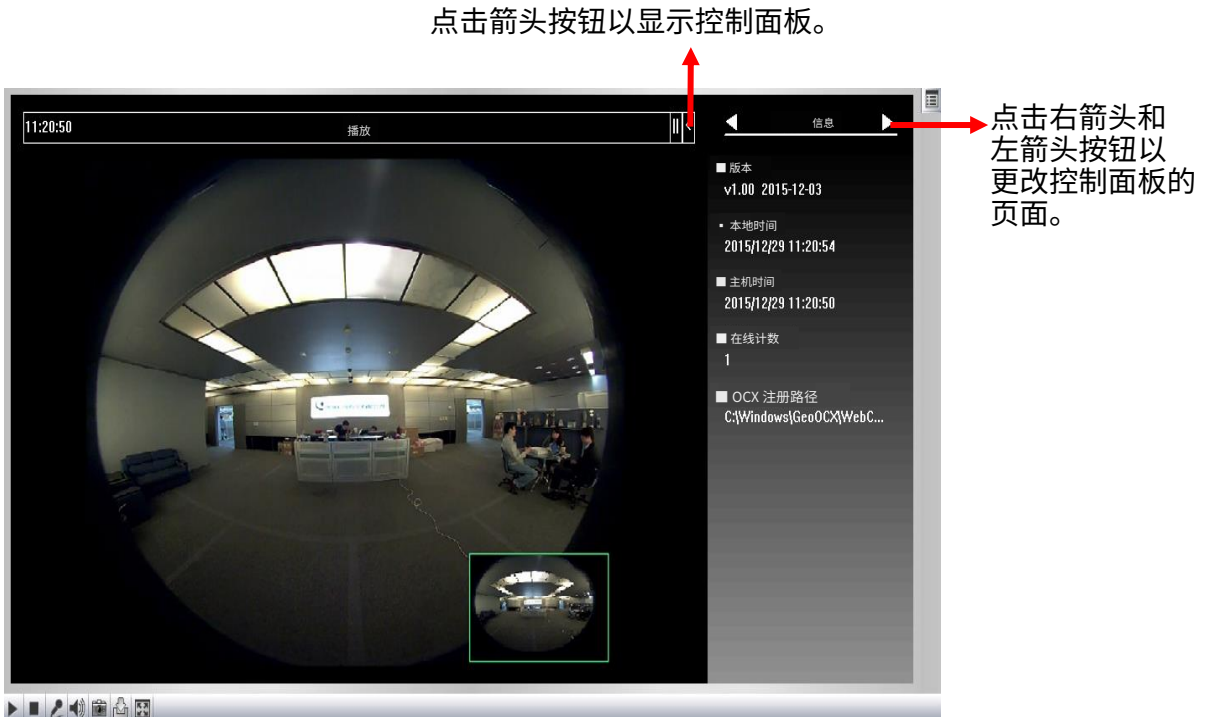 点击箭头按钮以显示控制面板。
11:20:50
播放
信息
点击右箭头和
左箭头按钮以
更改控制面板的
页面。
版本
v1.00 2015-12-03
本地时间
2015/12/29 11:20:54
主机时间
2015/12/29 11:20:50
在线计数
1
OCX 注册路径
C:\Windows\GeoOCX\WebC...